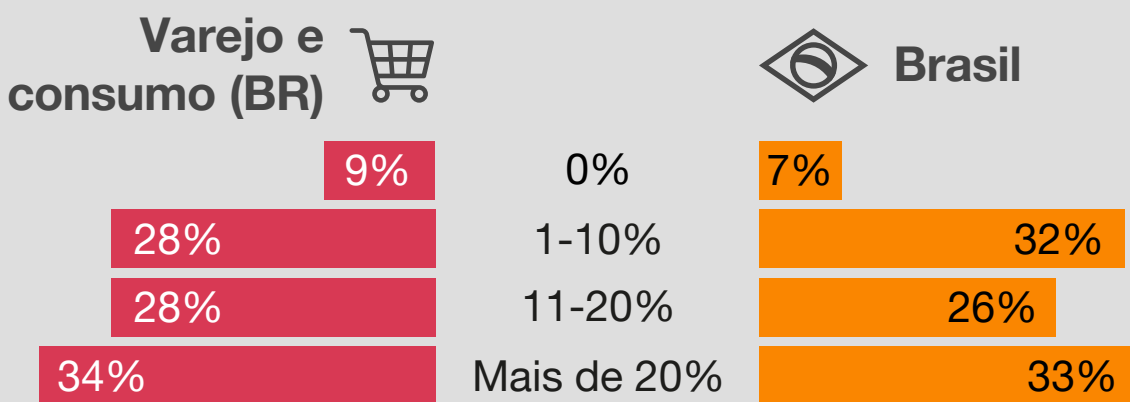 Varejo e
consumo (BR)
Brasil
9% 0% 7%
28% 1-10% 32%
28% 11-20% 26%
34% Mais de 20% 33%